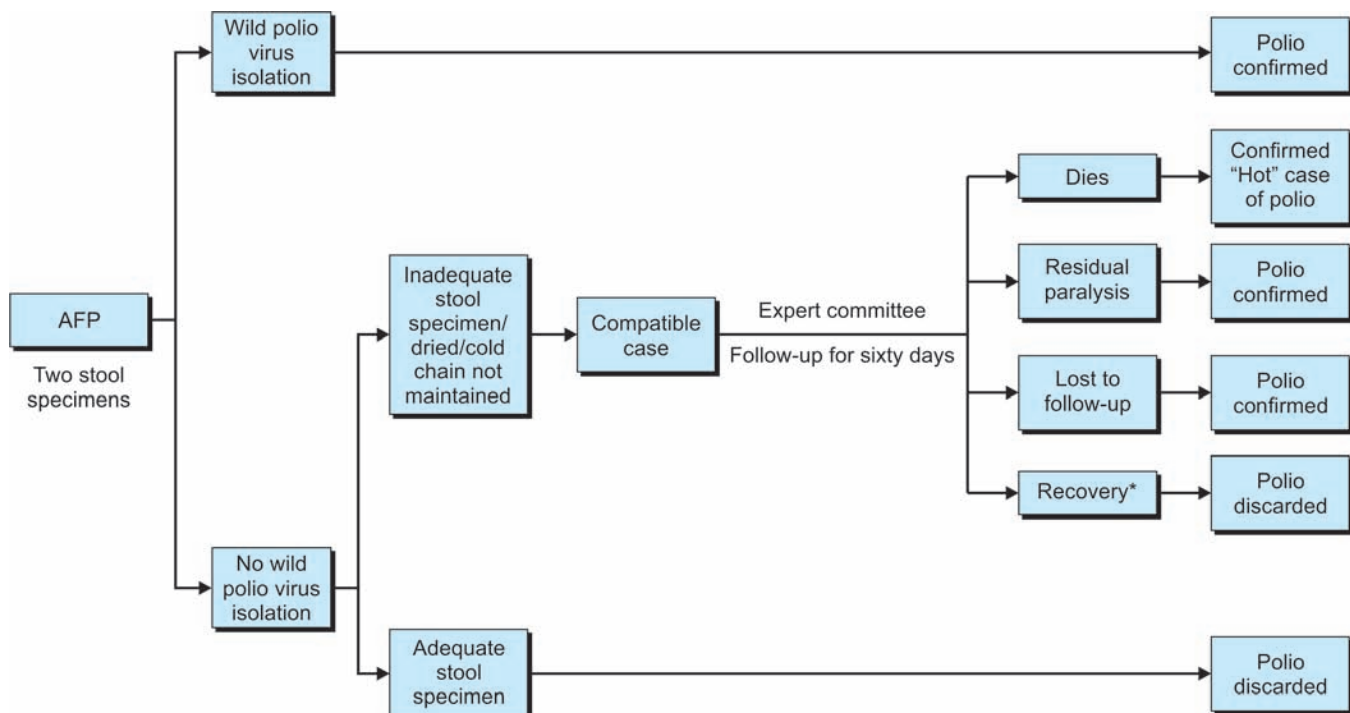 Wild polio
virus
isolation
Polio
confirmed
Dies
Confirmed
“Hot” case
of polio
Inadequate
stool
specimen/
dried/cold
chain not
maintained
Compatible
case
Expert committee
Follow-up for sixty days
Residual
paralysis
Polio
confirmed
AFP
Two stool
specimens
Lost to
follow-up
Polio
confirmed
Recovery*
Polio
discarded
No wild
polio virus
isolation
Adequate
stool
specimen
Polio
discarded